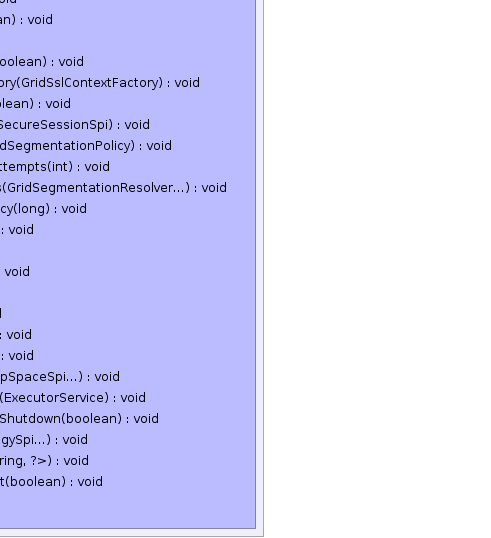 an) : void
oolean) : void
ory(GridSslContextFactory) : void
olean) : void
SecureSessionSpi) : void
dSegmentationPolicy) : void
ttempts(int) : void
s(GridSegmentationResolver...) : void
cy(long) : void
: void
void
: void
: void
pSpaceSpi...) : void
(ExecutorService) : void
Shutdown(boolean) : void
gySpi...) : void
ring, ?>) : void
t(boolean) : void